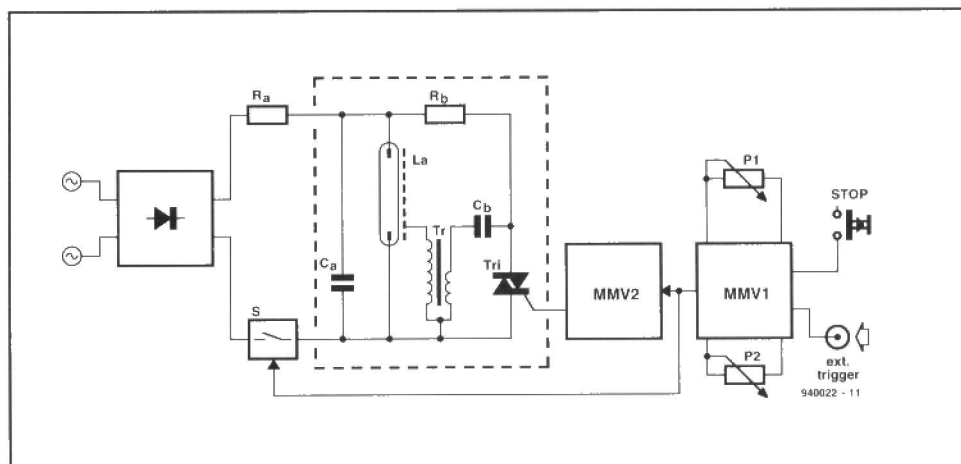 Ra
Rb
La
P1
STOP
Cb
Tr
Tri
Ca
MMV2
MMV1
S
P2
ext.
trigger
940022 - 11